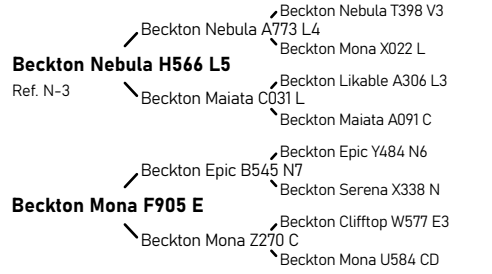 Beckton Nebula T398 V3
Beckton Nebula A773 L4
Beckton Mona X022 L
Beckton Nebula H566 L5
Ref. N-3
Beckton Likable A306 L3
Beckton Maiata C031 L
Beckton Maiata A091 C
Beckton Epic Y484 N6
Beckton Epic B545 N7
Beckton Serena X338 N
Beckton Mona F905 E
Beckton Clifftop W577 E3
Beckton Mona Z270 C
Beckton Mona U584 CD